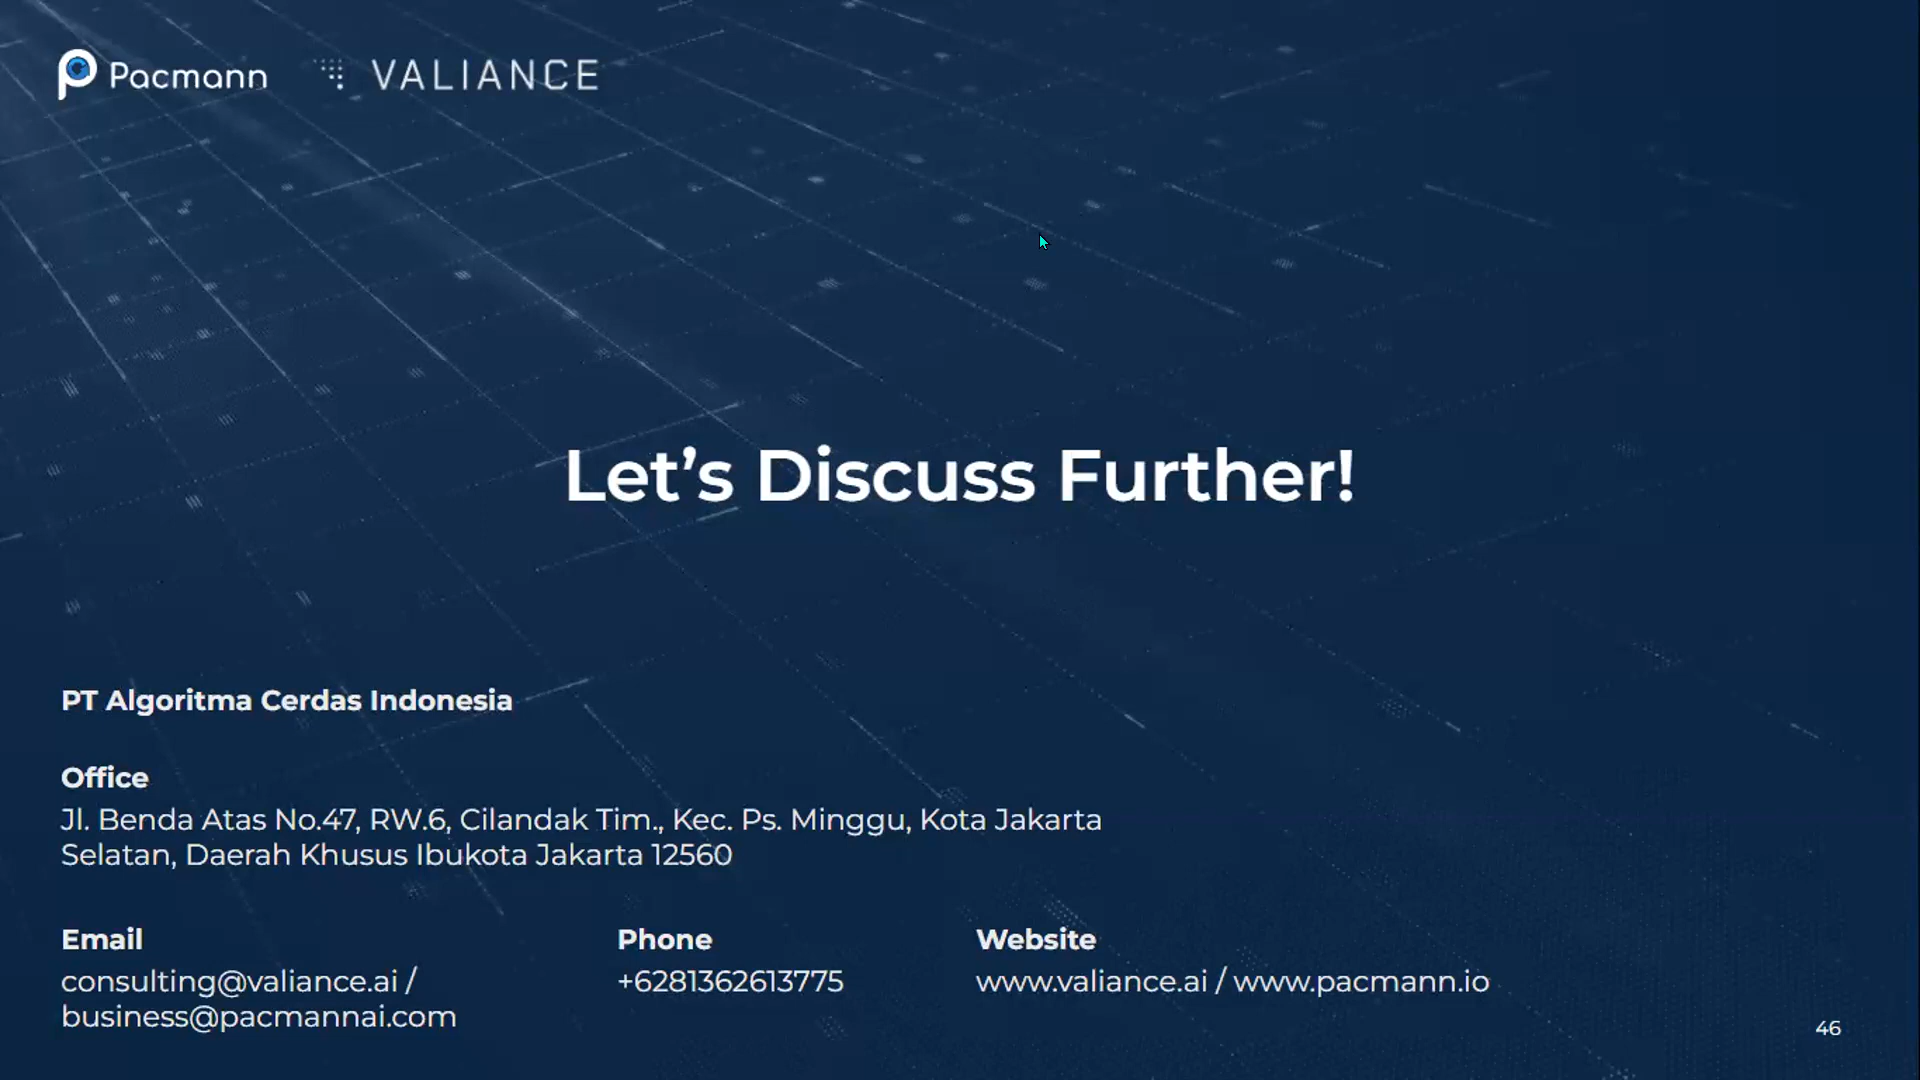 Pacmann
VALIANCE
Let’s Discuss Further!
PT Algoritma Cerdas Indonesia
Office
Jl. Benda Atas No.47, RW.6, Cilandak Tim., Kec. Ps. Minggu, Kota Jakarta
Selatan, Daerah Khusus Ibukota Jakarta 12560
Email
consulting@valiance.ai /
business@pacmannai.com
Phone
+6281362613775
Website
www.valiance.ai / www.pacmann.io
46